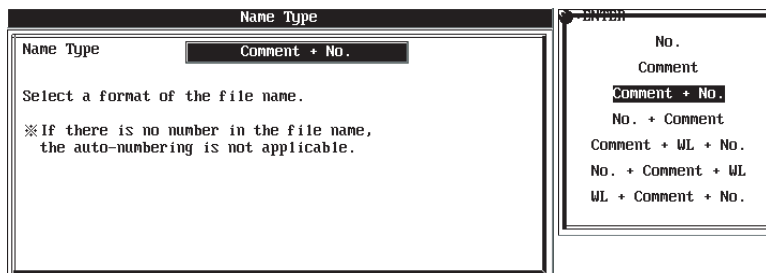 Name Type
Name Type Comment + No.
Select a format of the file name.
※If there is no number in the file name,
the auto-numbering is not applicable.
ENTER
No.
Comment
Comment + No.
No. + Comment
Comment + WL + No.
No. + Comment + WL
WL + Comment + No.